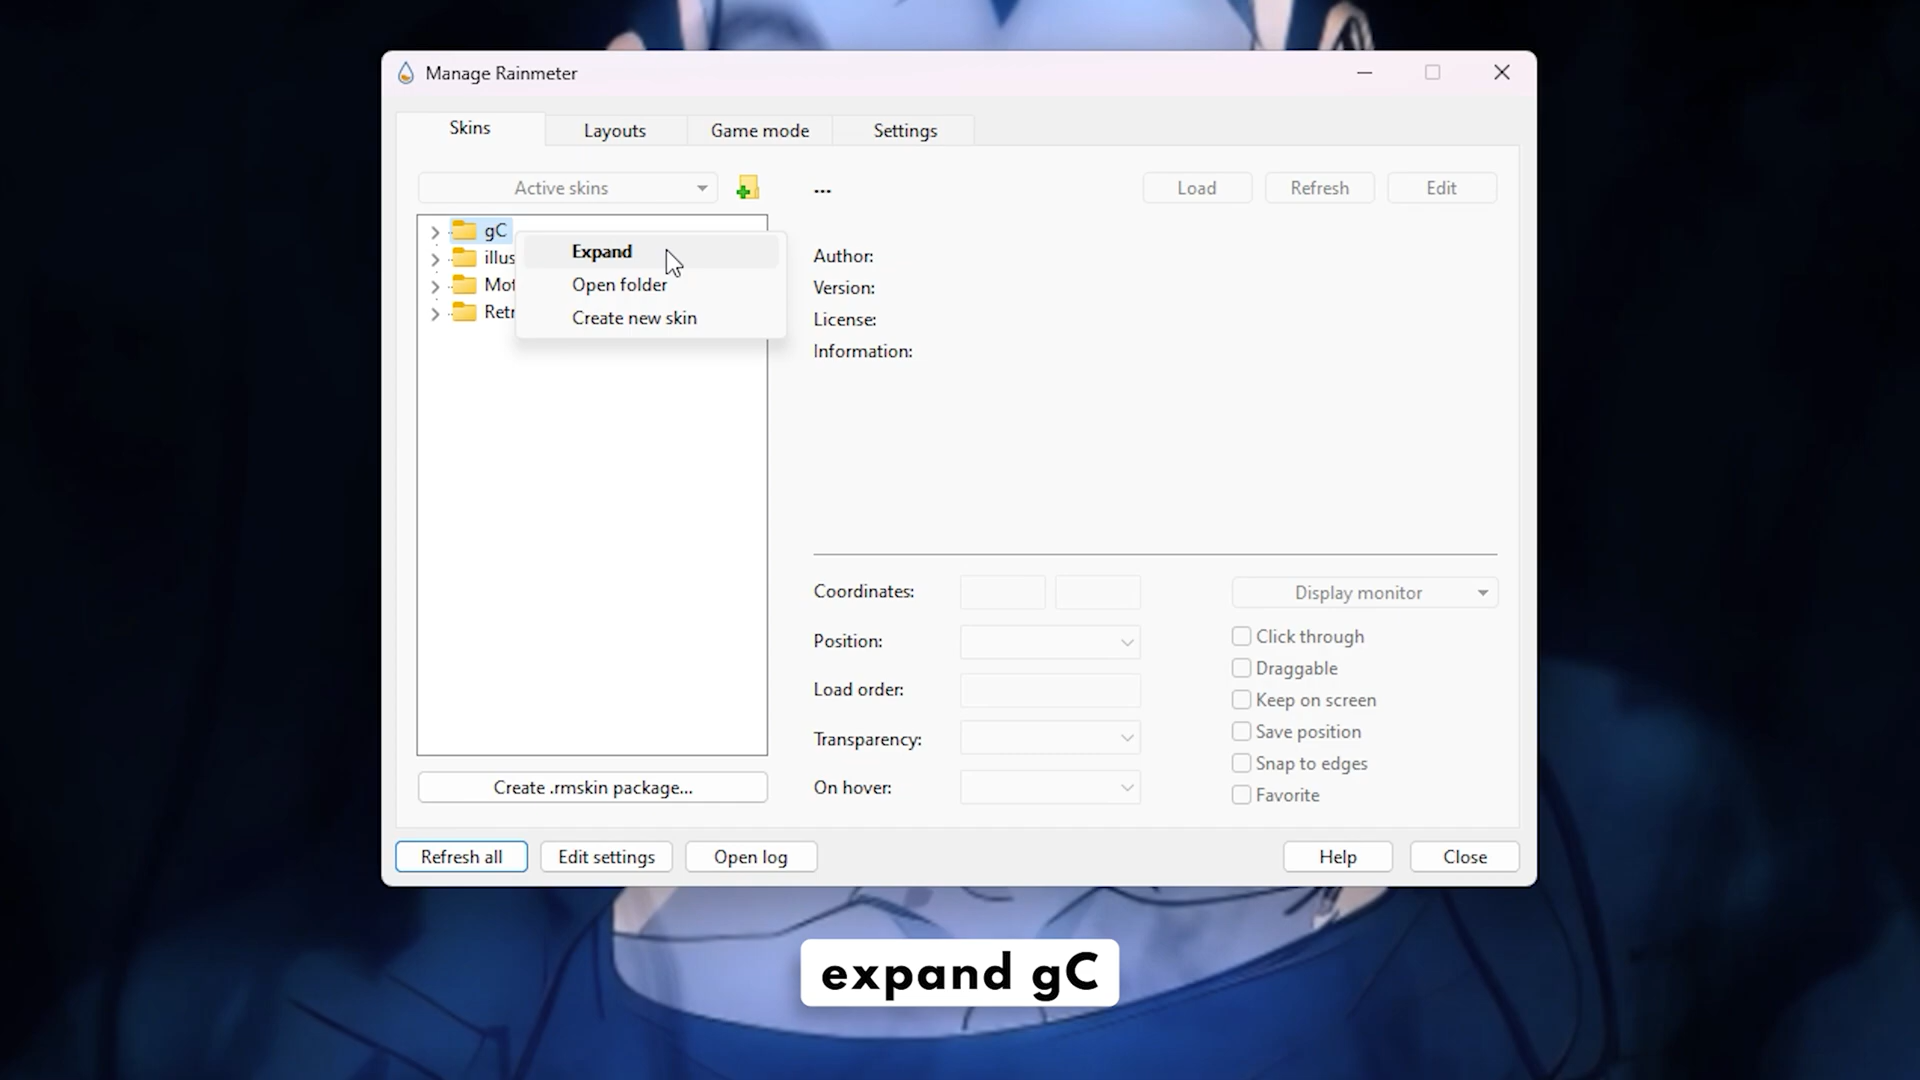 Manage Rainmeter
Skins
Layouts
Game mode
Settings
Active skins
...
Load
Refresh
Edit
gC
illus
Mot
Retr
Expand
Open folder
Create new skin
Author:
Version:
License:
Information:
Coordinates:
Display monitor
Position:
Load order:
Transparency:
On hover:
Click through
Draggable
Keep on screen
Save position
Snap to edges
Favorite
Create .rmskin package...
Refresh all
Edit settings
Open log
Help
Close
expand gC